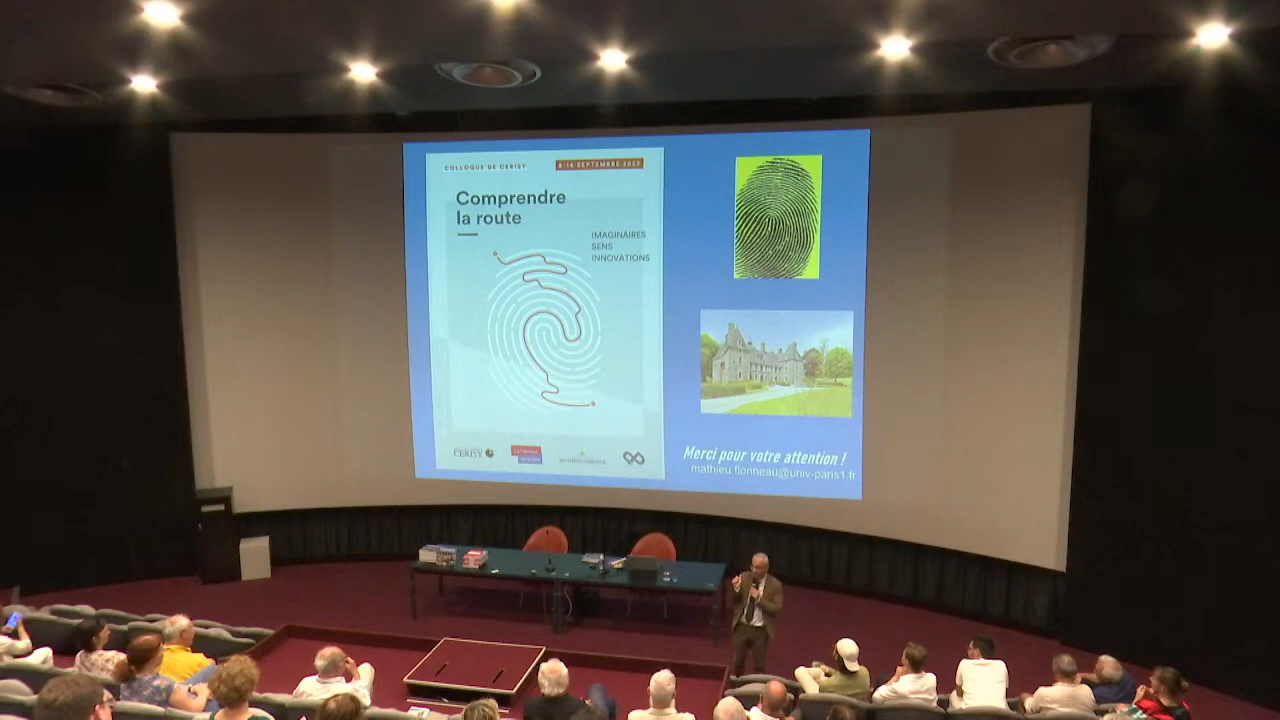 COLLOQUE DE CERISY
8-14 SEPTEMBRE 2023
Comprendre
la route
IMAGINAIRES
SENS
INNOVATIONS
CERISY
Merci pour votre attention !
mathieu.flonneau@univ-paris1.fr